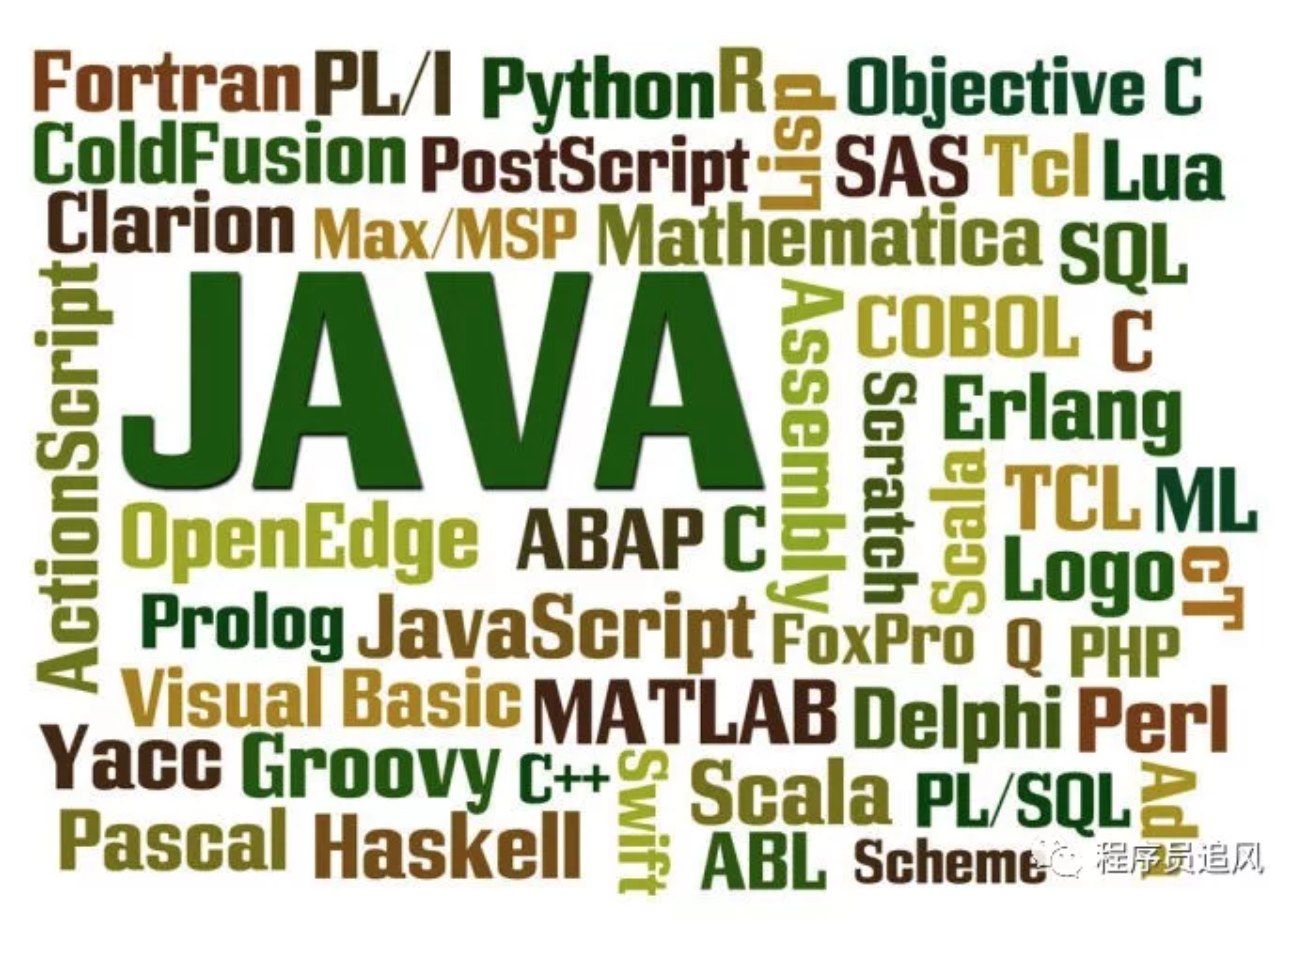 Fortran PL/I Python R Lisp Objective C
ColdFusion PostScript SAS Tcl Lua
Clarion Max/MSP Mathematica SQL
ActionScript JAVA Assembly COBOL C
Scratch Erlang
Scala TCL ML
OpenEdge ABAP C Logo cT
Prolog JavaScript FoxPro Q PHP
Visual Basic MATLAB Delphi Perl
Yacc Groovy C++ Swift Scala PL/SQL Ada
Pascal Haskell ABL Scheme
程序员追风